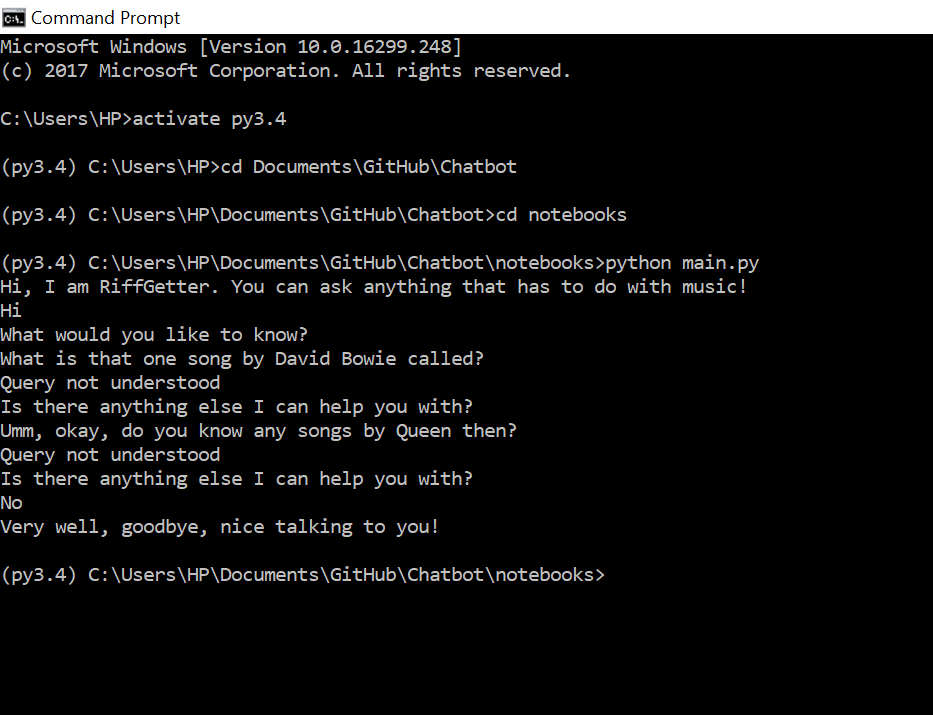 Command Prompt
Microsoft Windows [Version 10.0.16299.248]
(c) 2017 Microsoft Corporation. All rights reserved.
C:\Users\HP>activate py3.4
(py3.4) C:\Users\HP>cd Documents\GitHub\Chatbot
(py3.4) C:\Users\HP\Documents\GitHub\Chatbot>cd notebooks
(py3.4) C:\Users\HP\Documents\GitHub\Chatbot\notebooks>python main.py
Hi, I am RiffGetter. You can ask anything that has to do with music!
Hi
What would you like to know?
What is that one song by David Bowie called?
Query not understood
Is there anything else I can help you with?
Umm, okay, do you know any songs by Queen then?
Query not understood
Is there anything else I can help you with?
No
Very well, goodbye, nice talking to you!
(py3.4) C:\Users\HP\Documents\GitHub\Chatbot\notebooks>